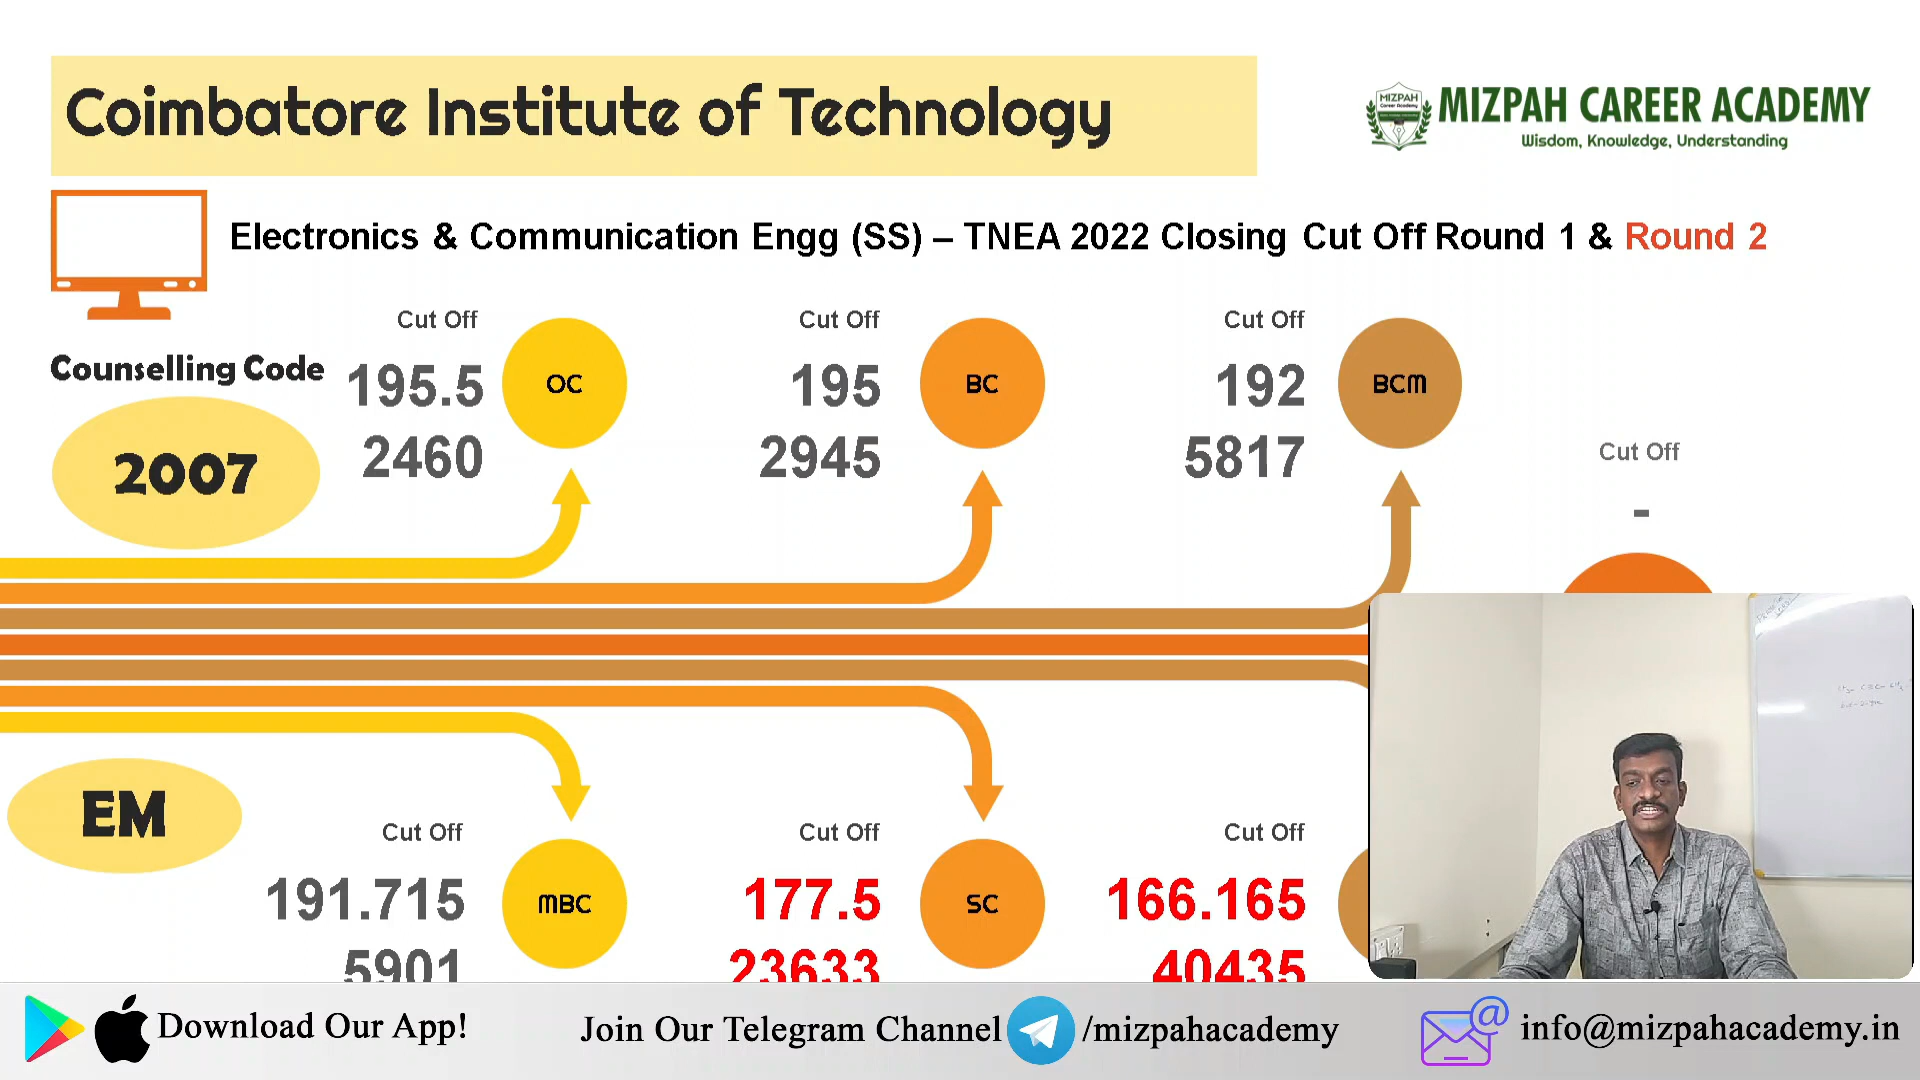 Coimbatore Institute of Technology
MIZPAH
Career Academy
MIZPAH CAREER ACADEMY
Wisdom, Knowledge, Understanding
Electronics & Communication Engg (SS) – TNEA 2022 Closing Cut Off Round 1 & Round 2
Counselling Code
2007
Cut Off
195.5
2460
OC
Cut Off
195
2945
BC
Cut Off
192
5817
BCM
Cut Off
-
EM
Cut Off
191.715
5901
MBC
Cut Off
177.5
23633
SC
Cut Off
166.165
40435
Download Our App!
Join Our Telegram Channel /mizpahacademy
@ info@mizpahacademy.in